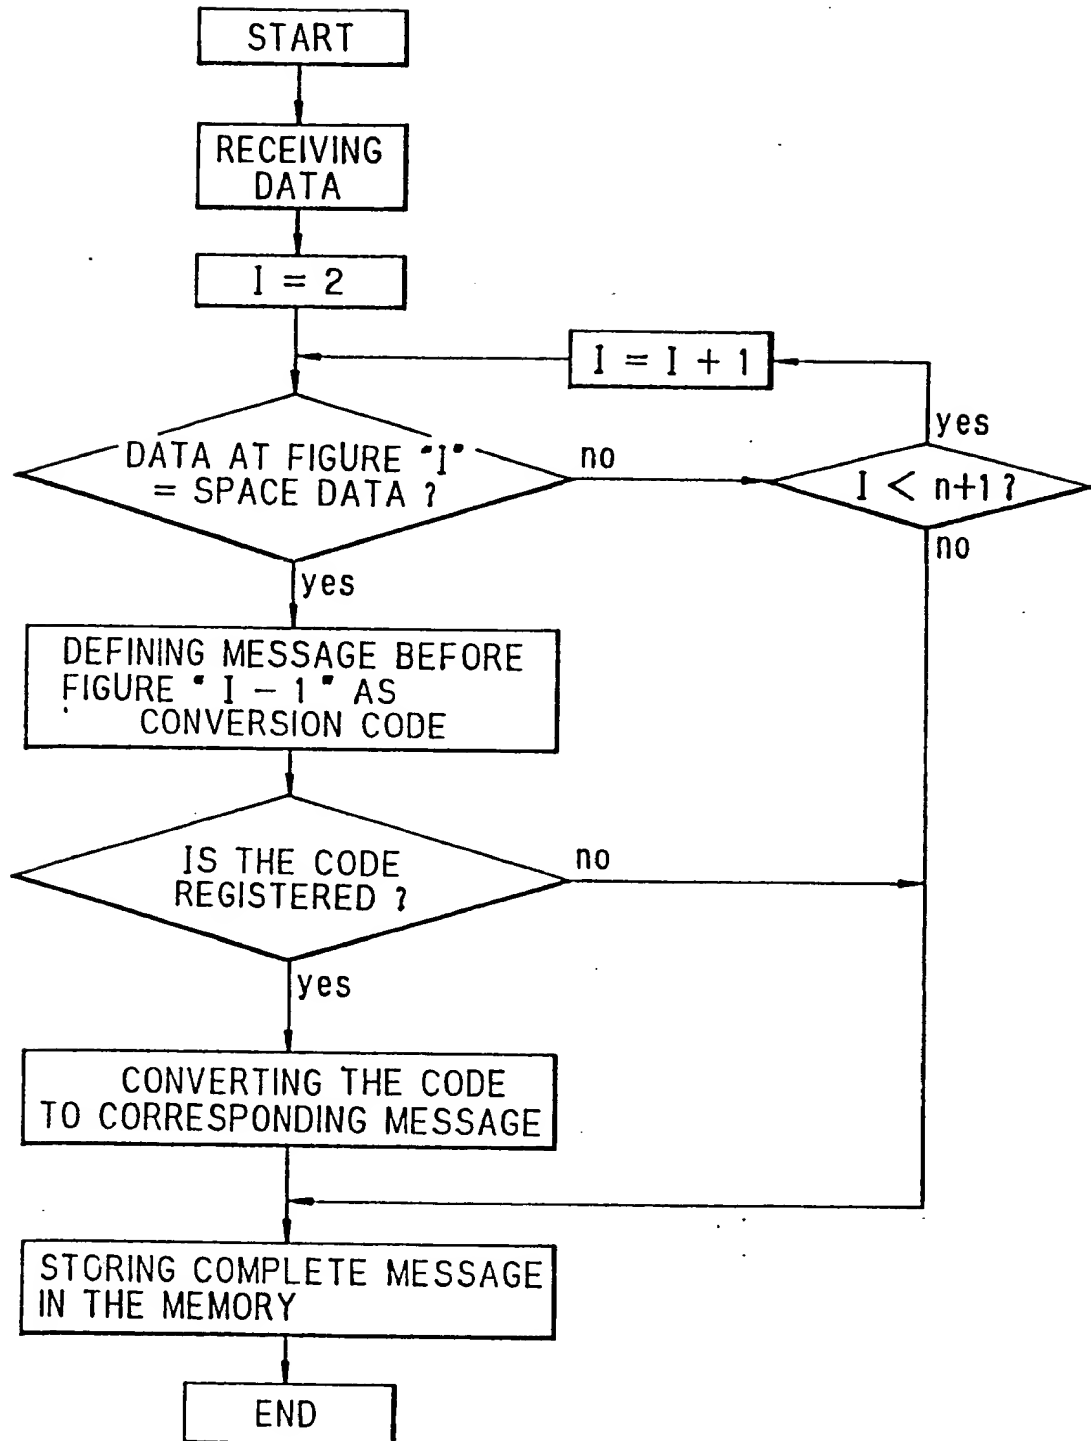 START
RECEIVING
DATA
I = 2
I = I + 1
DATA AT FIGURE "I"
= SPACE DATA ?
no
yes
I < n+1 ?
yes
no
DEFINING MESSAGE BEFORE
FIGURE " I - 1 " AS
CONVERSION CODE
IS THE CODE
REGISTERED ?
no
yes
CONVERTING THE CODE
TO CORRESPONDING MESSAGE
STORING COMPLETE MESSAGE
IN THE MEMORY
END